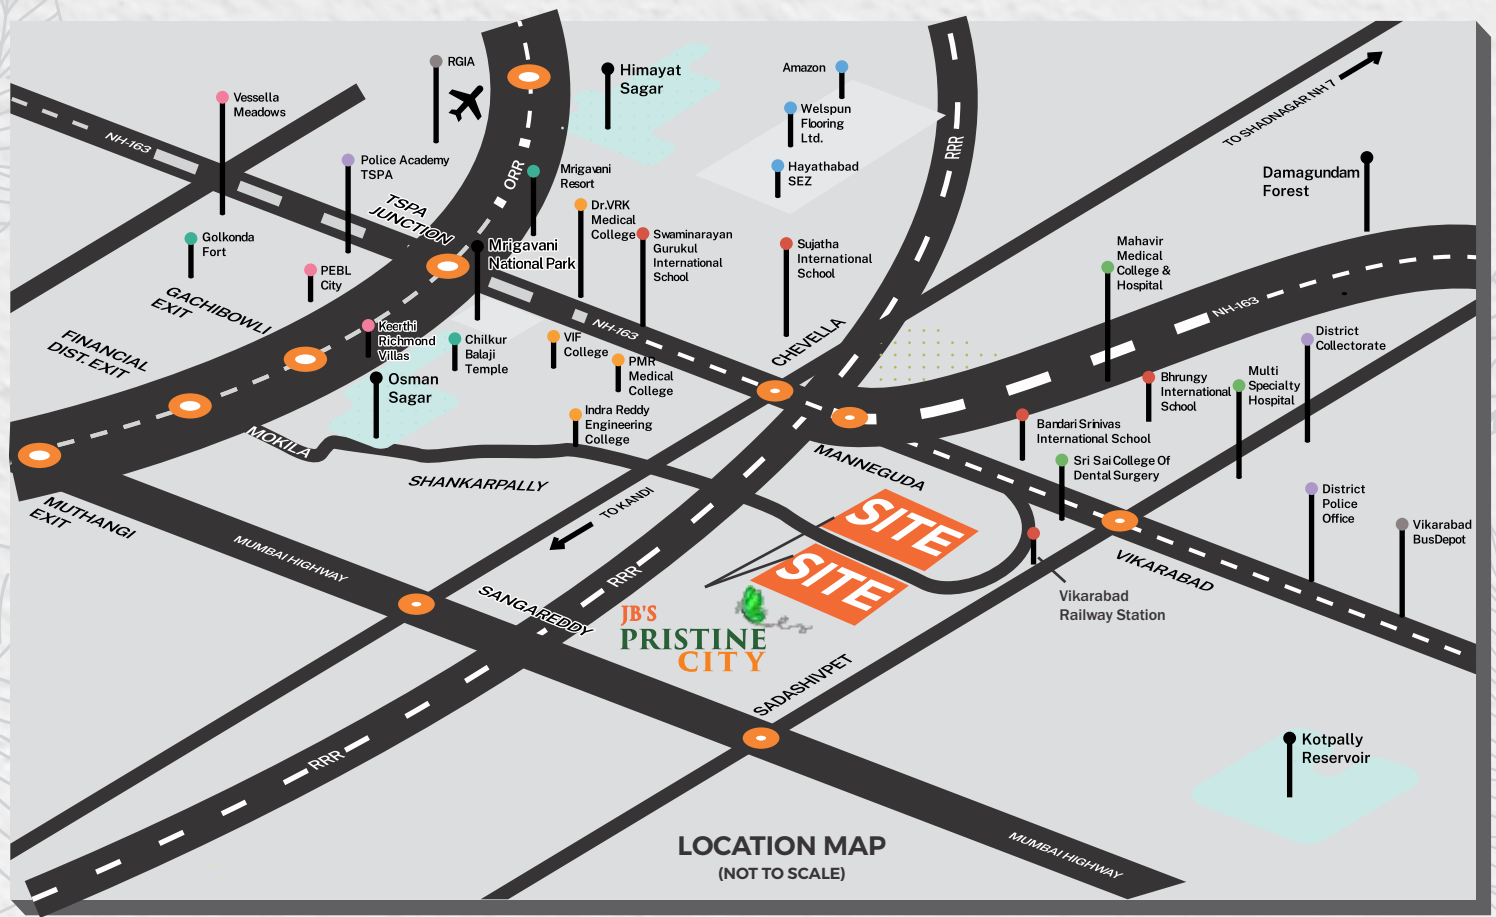 RGIA
Himayat
Sagar
Amazon
Vessella
Meadows
Welspun
Flooring
Ltd.
TO SHADNAGAR NH 7
NH-163
RRR
Police Academy
TSPA
ORR
Mrigavani
Resort
Hayathabad
SEZ
Damagundam
Forest
TSPA
JUNCTION
Dr.VRK
Medical
College
Swaminarayan
Gurukul
International
School
Sujatha
International
School
Mahavir
Medical
College &
Hospital
Golkonda
Fort
Mrigavani
National Park
PEBL
City
GACHIBOWLI
EXIT
NH-163
NH-163
FINANCIAL
DIST. EXIT
Keerthi
Richmond
Villas
Chilkur
Balaji
Temple
VIF
College
PMR
Medical
College
CHEVELLA
District
Collectorate
Osman
Sagar
Bhrungy
International
School
Multi
Speciality
Hospital
Indra Reddy
Engineering
College
Bandari Srinivas
International School
MOKILA
MANNEGUDA
Sri Sai College Of
Dental Surgery
SHANKARPALLY
TO KANDI
SITE
District
Police
Office
Vikarabad
BusDepot
MUTHANGI
EXIT
MUMBAI HIGHWAY
RRR
SITE
VIKARABAD
Vikarabad
Railway Station
SANGAREDDY
JB'S
PRISTINE
CITY
SADASHIVPET
RRR
Kotpally
Reservoir
LOCATION MAP
(NOT TO SCALE)
MUMBAI HIGHWAY